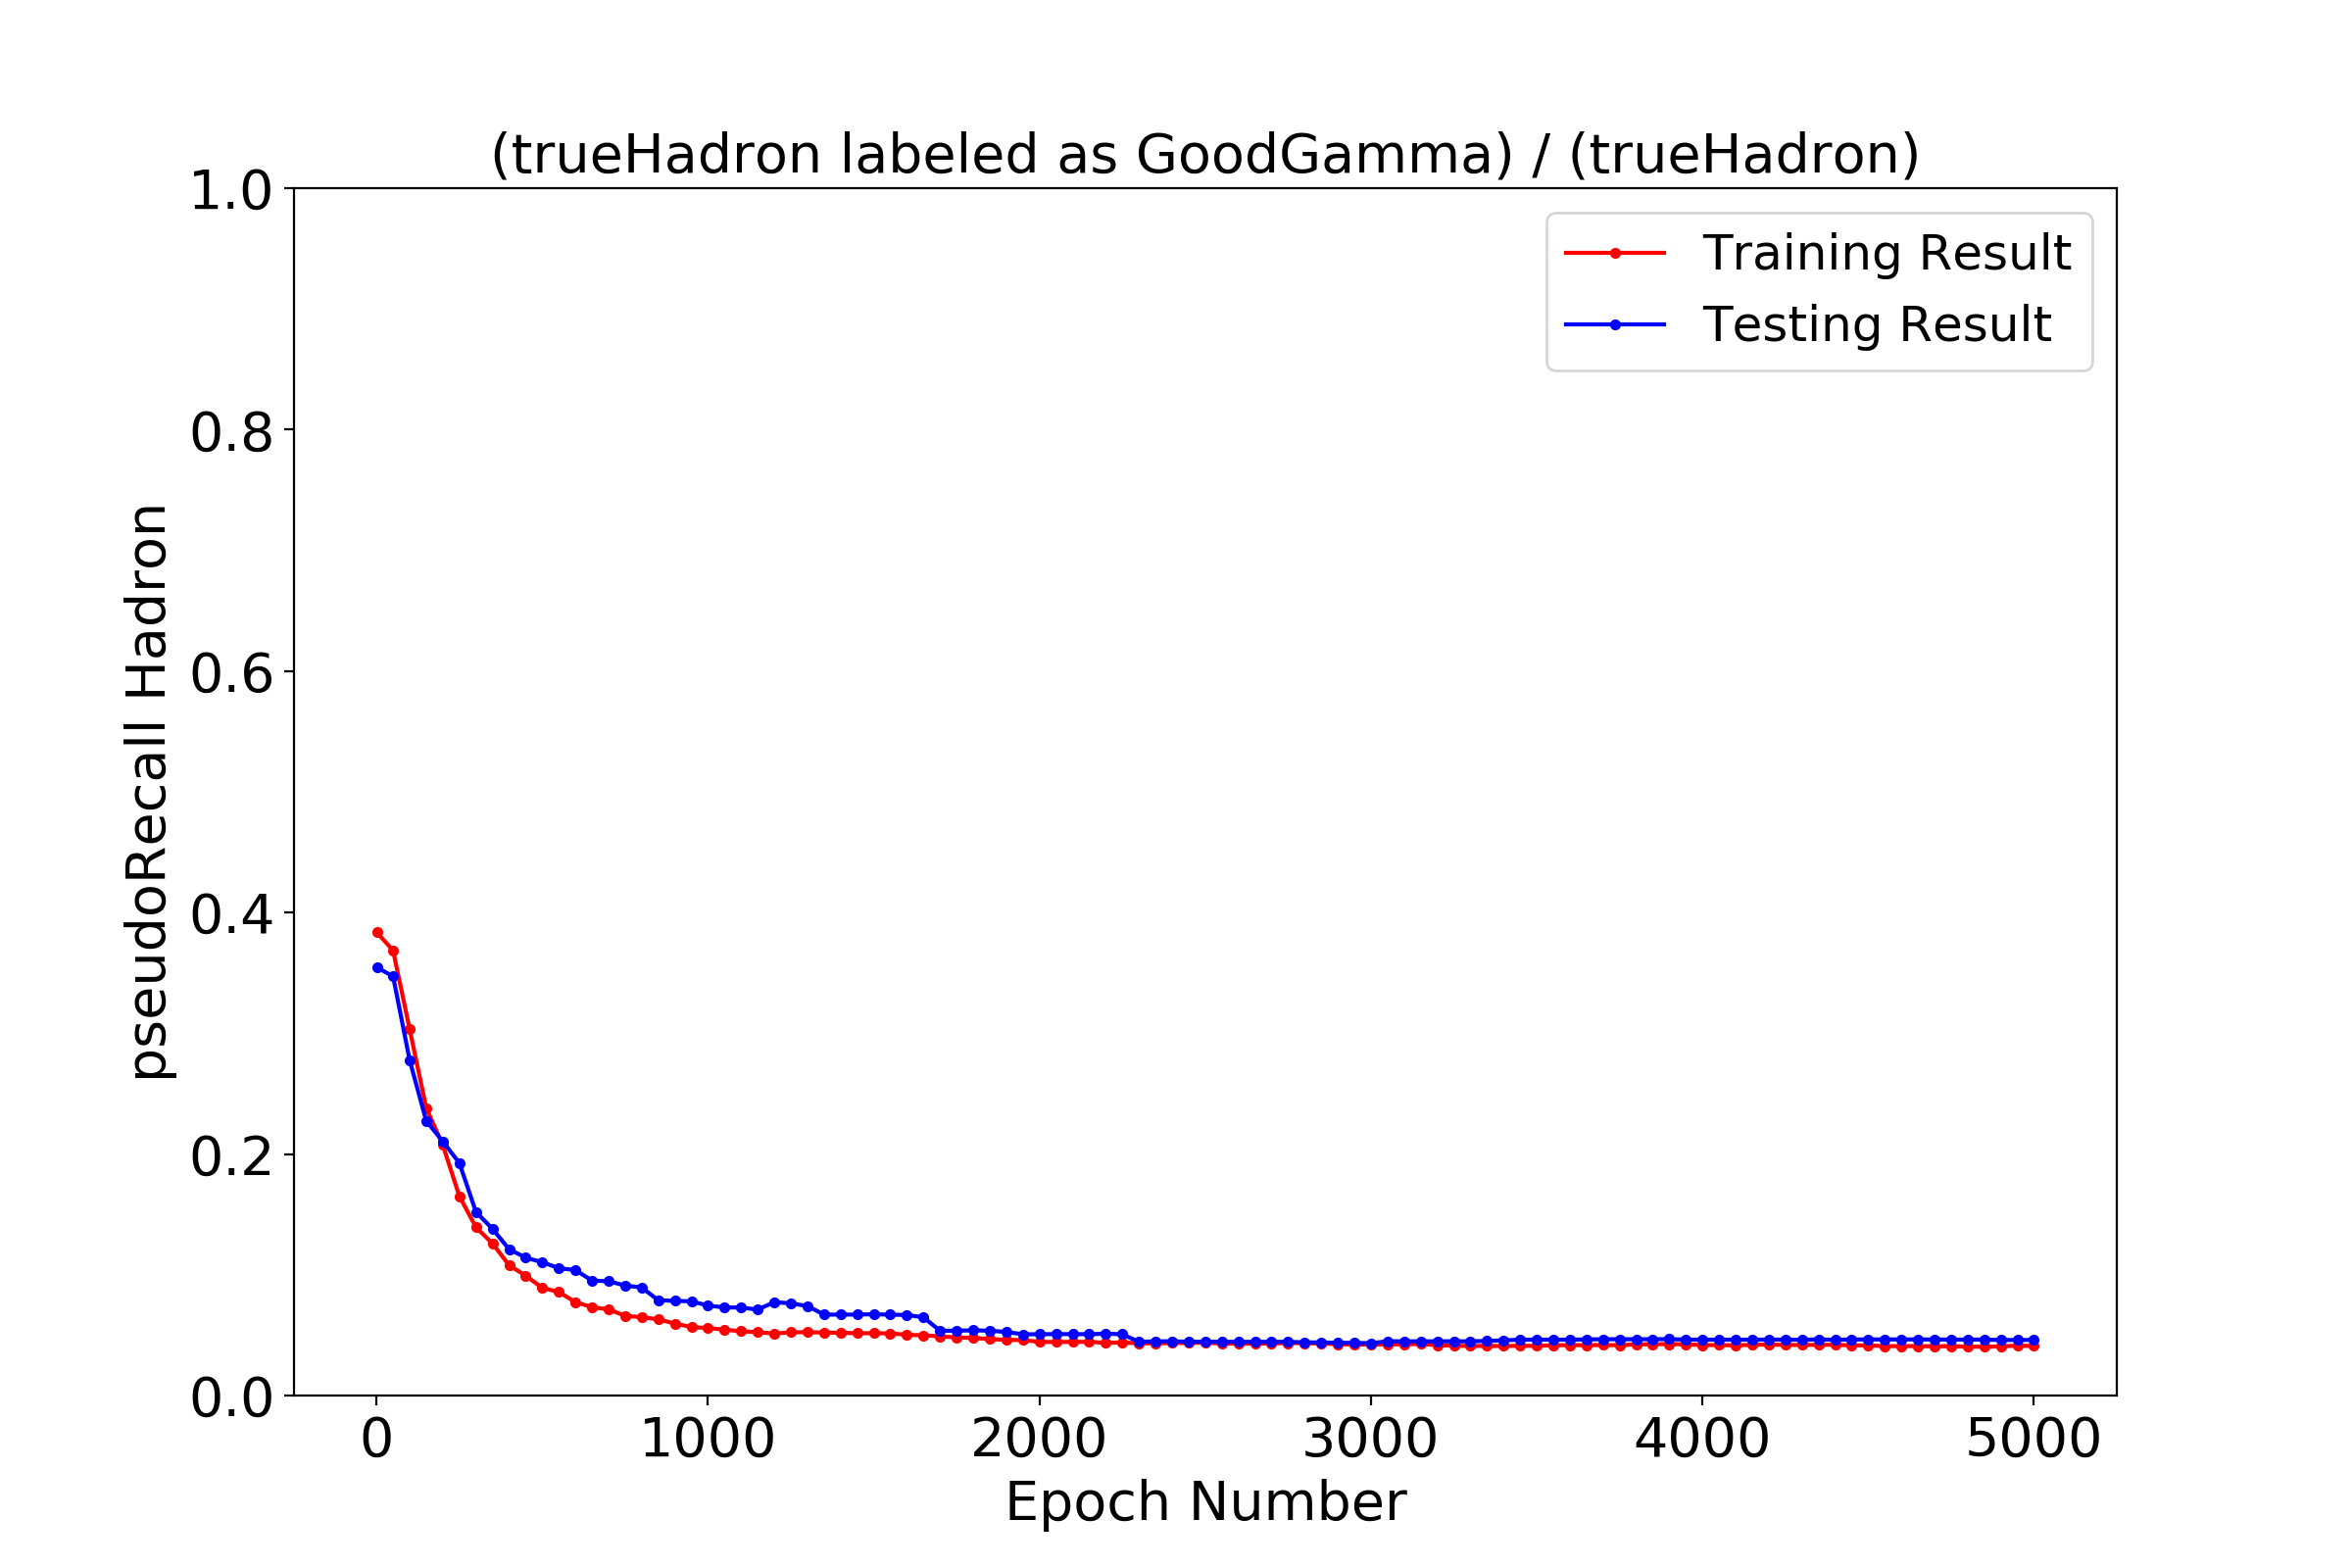 (trueHadron labeled as GoodGamma) / (trueHadron)
1.0
0.8
0.6
0.4
0.2
0.0
pseudoRecall Hadron
Training Result
Testing Result
0 1000 2000 3000 4000 5000
Epoch Number